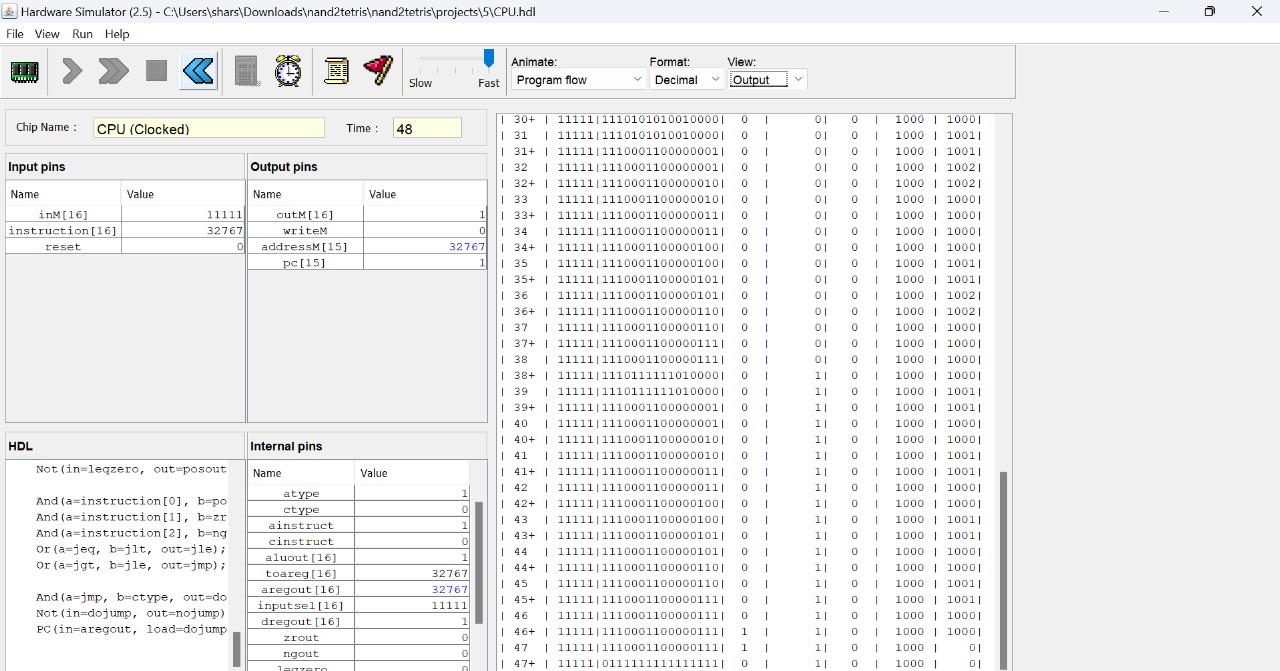 Hardware Simulator (2.5) - C:\Users\shars\Downloads\nand2tetris\nand2tetris\projects\5\CPU.hdl
File View Run Help
Slow Fast
Animate:
Program flow
Format:
Decimal
View:
Output
Chip Name : CPU (Clocked) Time : 48
Input pins
Name Value
inM[16] 11111
instruction[16] 32767
reset 0
Output pins
Name Value
outM[16] 1
writeM 0
addressM[15] 32767
pc[15] 1
HDL
Not(in=leqzero, out=posout
And(a=instruction[0], b=po
And(a=instruction[1], b=zr
And(a=instruction[2], b=ng
Or(a=jeq, b=jlt, out=jle);
Or(a=jgt, b=jle, out=jmp);
And(a=jmp, b=ctype, out=do
Not(in=dojump, out=nojump)
PC(in=aregout, load=dojump
Internal pins
Name Value
atype 1
ctype 0
ainstruct 1
cinstruct 0
aluout[16] 1
toareg[16] 32767
aregout[16] 32767
inputsel[16] 11111
dregout[16] 1
zrout 0
ngout 0
leqzero 0
| 30+ | 11111|1110101010010000| 0 | 0| 0 | 1000 | 1000|
| 31 | 11111|1110101010010000| 0 | 0| 0 | 1000 | 1001|
| 31+ | 11111|1110001100000001| 0 | 0| 0 | 1000 | 1001|
| 32 | 11111|1110001100000001| 0 | 0| 0 | 1000 | 1002|
| 32+ | 11111|1110001100000010| 0 | 0| 0 | 1000 | 1002|
| 33 | 11111|1110001100000010| 0 | 0| 0 | 1000 | 1000|
| 33+ | 11111|1110001100000011| 0 | 0| 0 | 1000 | 1000|
| 34 | 11111|1110001100000011| 0 | 0| 0 | 1000 | 1000|
| 34+ | 11111|1110001100000100| 0 | 0| 0 | 1000 | 1000|
| 35 | 11111|1110001100000100| 0 | 0| 0 | 1000 | 1001|
| 35+ | 11111|1110001100000101| 0 | 0| 0 | 1000 | 1001|
| 36 | 11111|1110001100000101| 0 | 0| 0 | 1000 | 1002|
| 36+ | 11111|1110001100000110| 0 | 0| 0 | 1000 | 1002|
| 37 | 11111|1110001100000110| 0 | 0| 0 | 1000 | 1000|
| 37+ | 11111|1110001100000111| 0 | 0| 0 | 1000 | 1000|
| 38 | 11111|1110001100000111| 0 | 0| 0 | 1000 | 1000|
| 38+ | 11111|1110111111010000| 0 | 1| 0 | 1000 | 1000|
| 39 | 11111|1110111111010000| 0 | 1| 0 | 1000 | 1001|
| 39+ | 11111|1110001100000001| 0 | 1| 0 | 1000 | 1001|
| 40 | 11111|1110001100000001| 0 | 1| 0 | 1000 | 1000|
| 40+ | 11111|1110001100000010| 0 | 1| 0 | 1000 | 1000|
| 41 | 11111|1110001100000010| 0 | 1| 0 | 1000 | 1001|
| 41+ | 11111|1110001100000011| 0 | 1| 0 | 1000 | 1001|
| 42 | 11111|1110001100000011| 0 | 1| 0 | 1000 | 1000|
| 42+ | 11111|1110001100000100| 0 | 1| 0 | 1000 | 1000|
| 43 | 11111|1110001100000100| 0 | 1| 0 | 1000 | 1001|
| 43+ | 11111|1110001100000101| 0 | 1| 0 | 1000 | 1001|
| 44 | 11111|1110001100000101| 0 | 1| 0 | 1000 | 1000|
| 44+ | 11111|1110001100000110| 0 | 1| 0 | 1000 | 1000|
| 45 | 11111|1110001100000110| 0 | 1| 0 | 1000 | 1001|
| 45+ | 11111|1110001100000111| 0 | 1| 0 | 1000 | 1001|
| 46 | 11111|1110001100000111| 0 | 1| 0 | 1000 | 1000|
| 46+ | 11111|1110001100000111| 1 | 1| 0 | 1000 | 1000|
| 47 | 11111|1110001100000111| 1 | 1| 0 | 1000 | 0|
| 47+ | 11111|0111111111111111| 0 | 1| 0 | 1000 | 0|